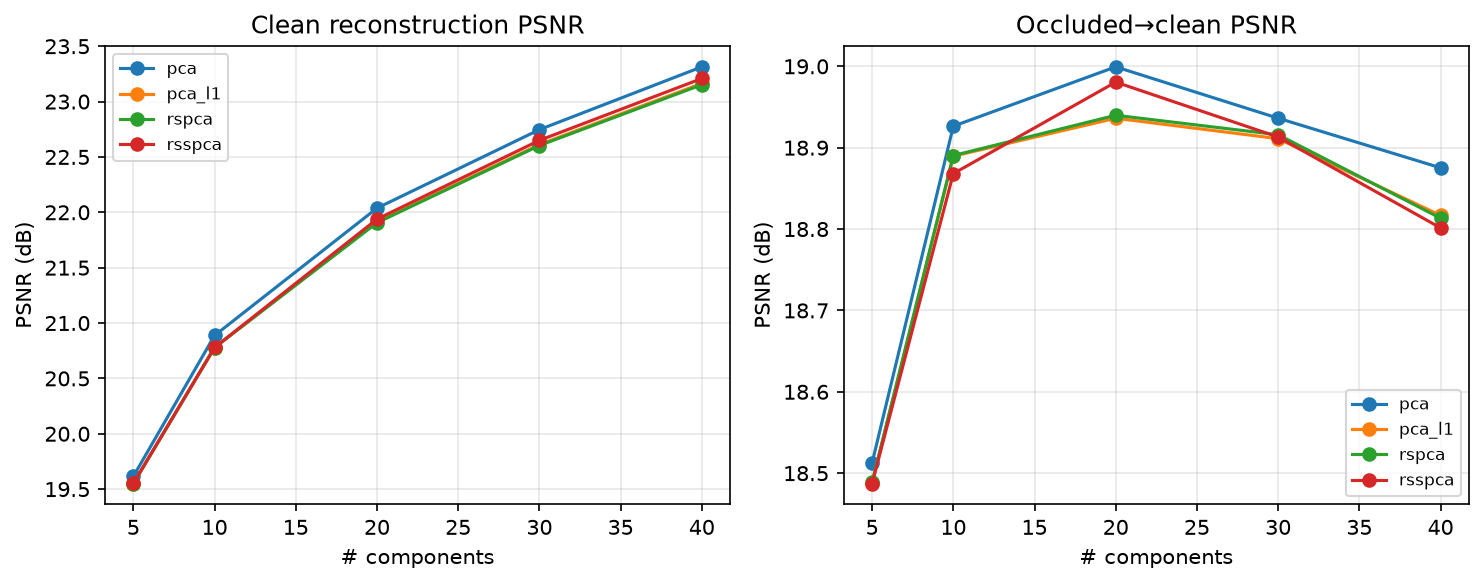 Clean reconstruction PSNR
23.5
23.0
22.5
22.0
21.5
21.0
20.5
20.0
19.5
PSNR (dB)
pca
pca_l1
rspca
rsspca
5 10 15 20 25 30 35 40
# components
Occluded→clean PSNR
19.0
18.9
18.8
18.7
18.6
18.5
PSNR (dB)
pca
pca_l1
rspca
rsspca
5 10 15 20 25 30 35 40
# components